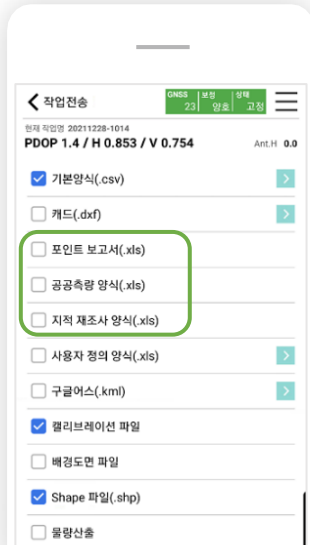 작업전송
GNSS 23 보정 양호 상태 고정
현재 작업명 20211228-1014
PDOP 1.4 / H 0.853 / V 0.754 Ant.H 0.0
기본양식(.csv)
캐드(.dxf)
포인트 보고서(.xls)
공공측량 양식(.xls)
지적 재조사 양식(.xls)
사용자 정의 양식(.xls)
구글어스(.kml)
캘리브레이션 파일
배경도면 파일
Shape 파일(.shp)
물량산출